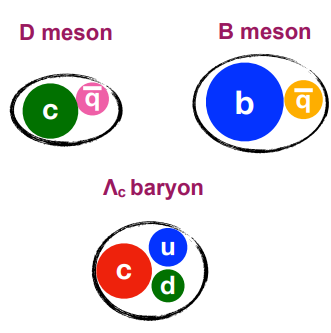 D meson
B meson
c q̅
b q̅
Λc baryon
u
c
d